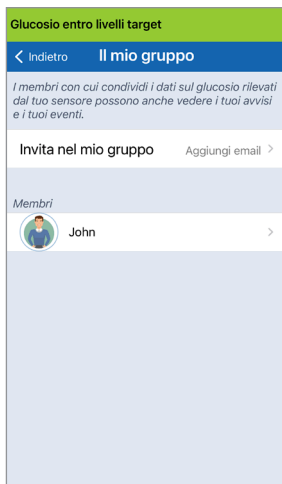 Glucosio entro livelli target
Indietro
Il mio gruppo
I membri con cui condividi i dati sul glucosio rilevati
dal tuo sensore possono anche vedere i tuoi avvisi
e i tuoi eventi.
Invita nel mio gruppo
Aggiungi email
Membri
John